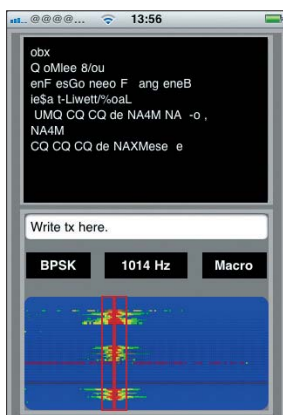 @@@@... 13:56
obx
Q oMlee 8/ou
enF esGo neeo F ang eneB
ie$a t-Liwett/%oaL
UMQ CQ CQ de NA4M NA -o ,
NA4M
CQ CQ CQ de NAXMese e
Write tx here.
BPSK 1014 Hz Macro